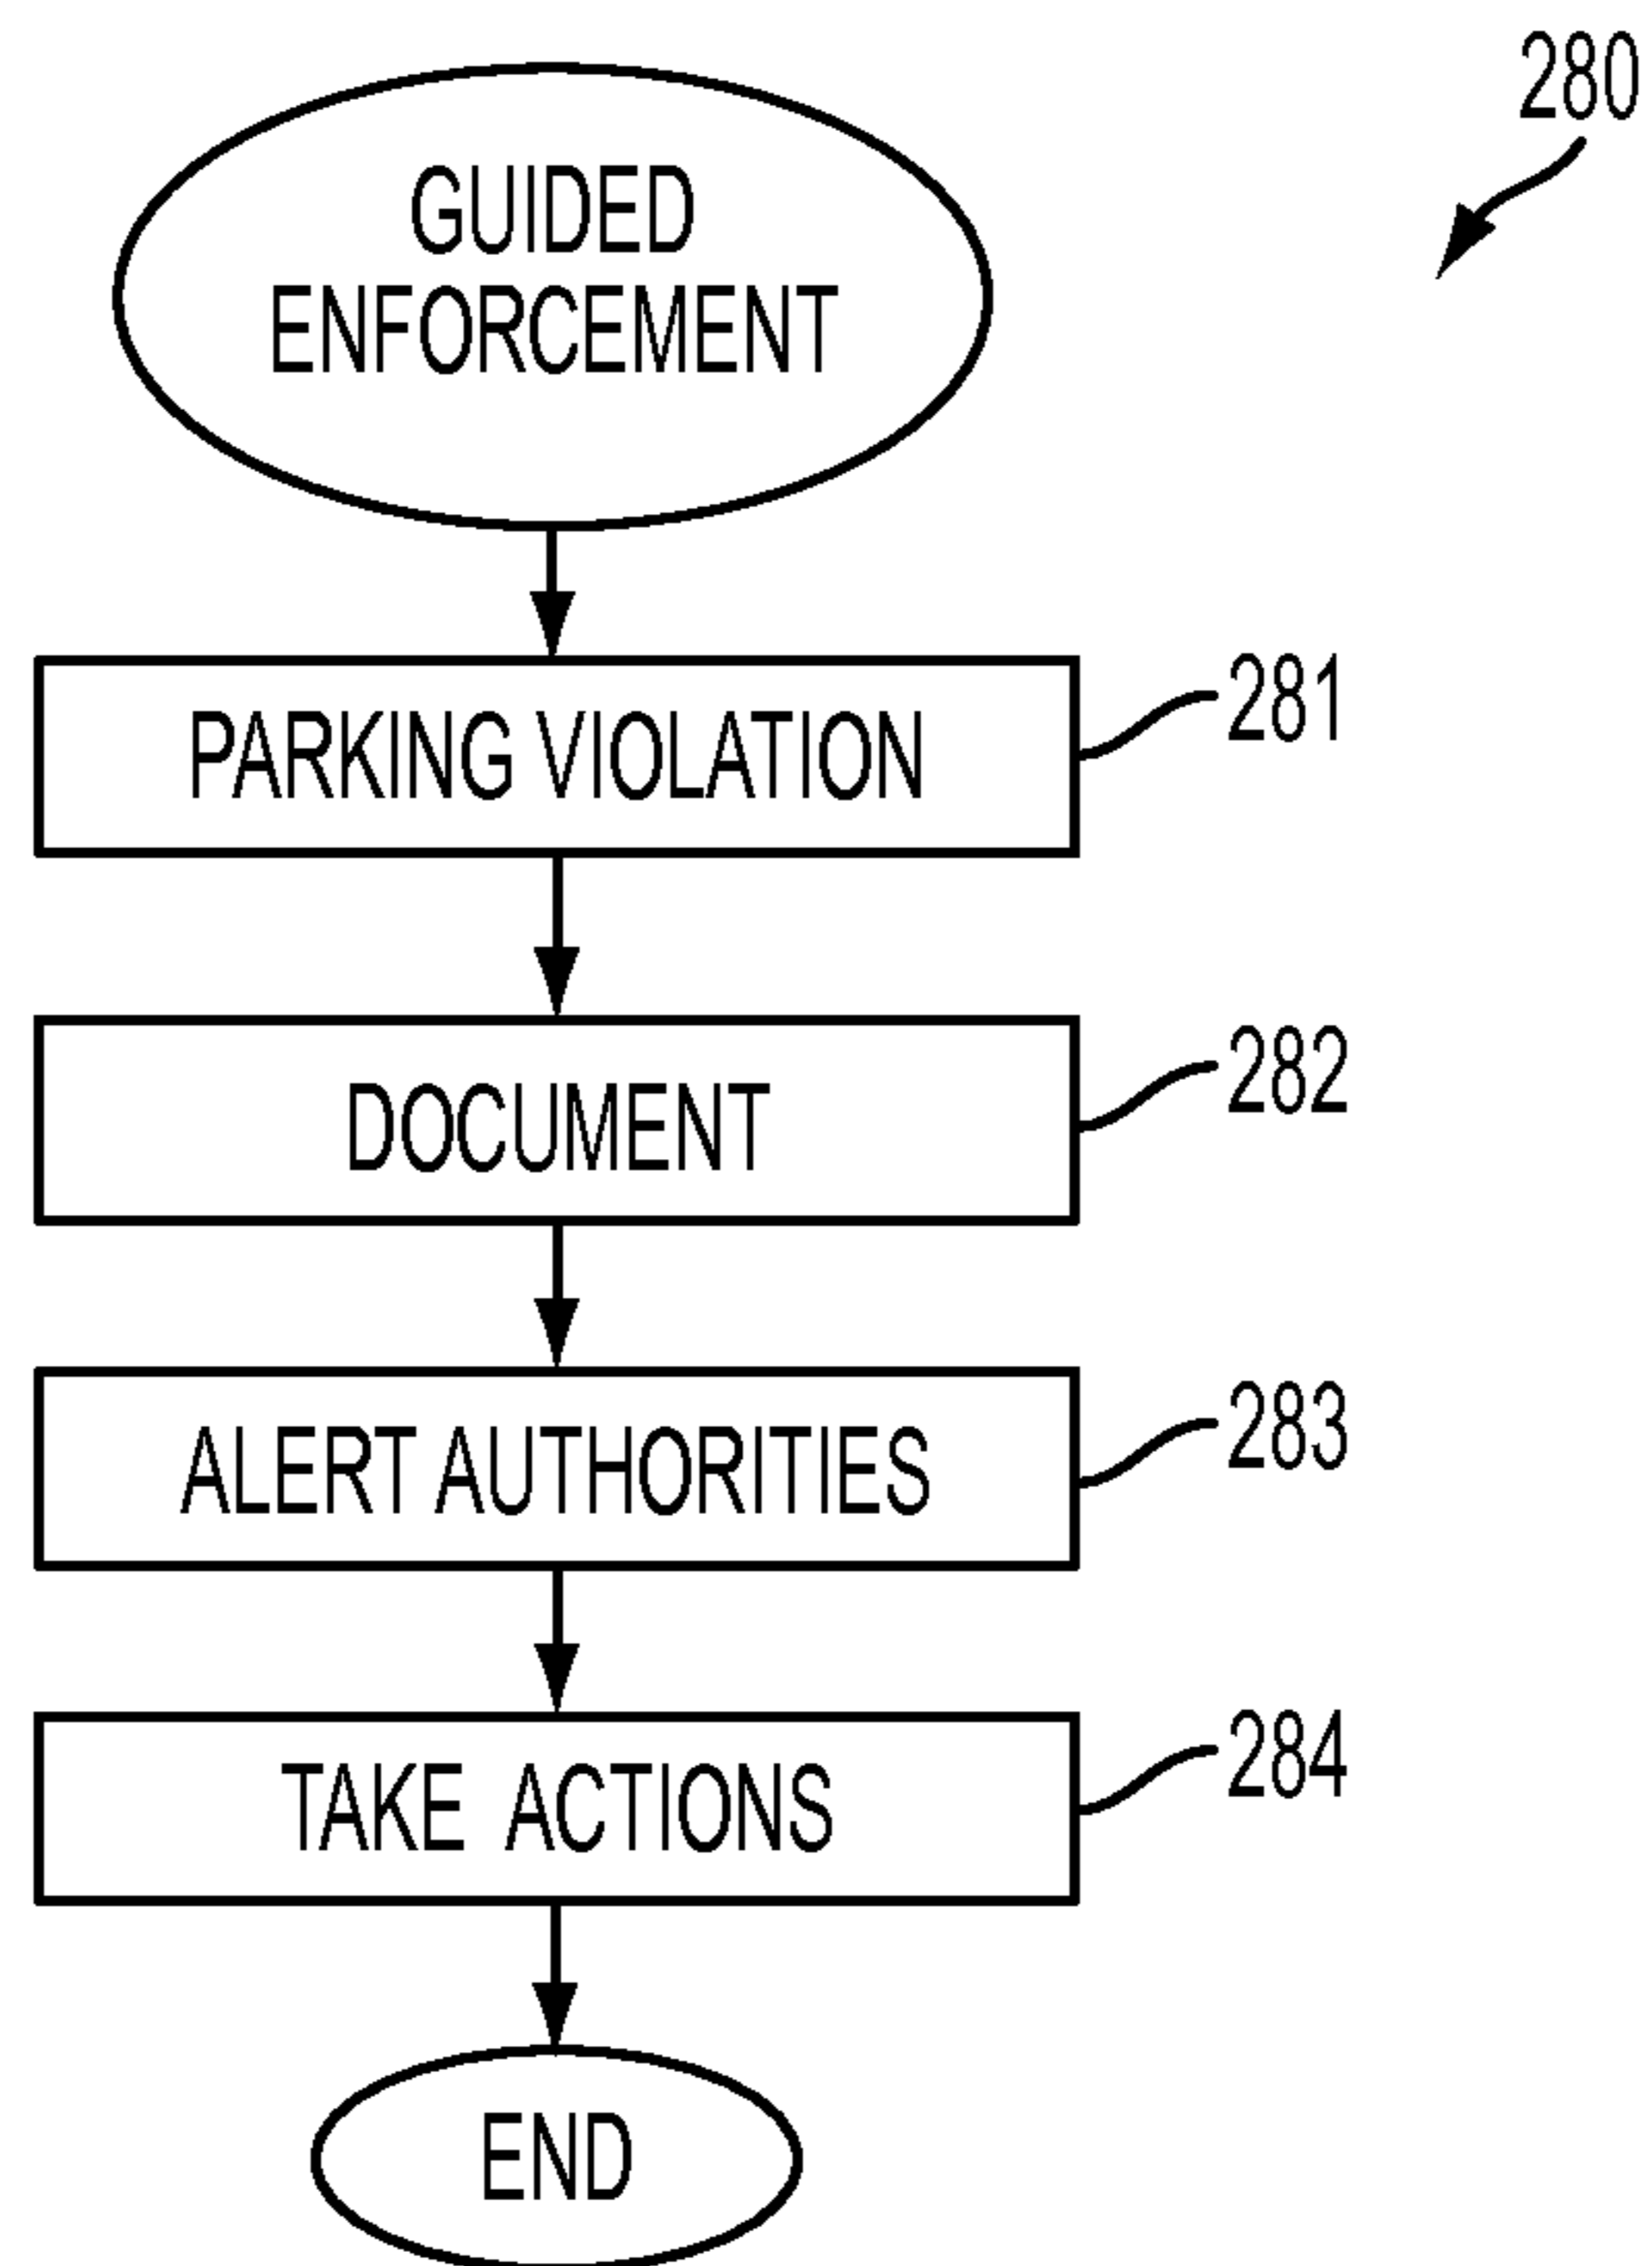 280
GUIDED
ENFORCEMENT
PARKING VIOLATION
281
DOCUMENT
282
ALERT AUTHORITIES
283
TAKE ACTIONS
284
END